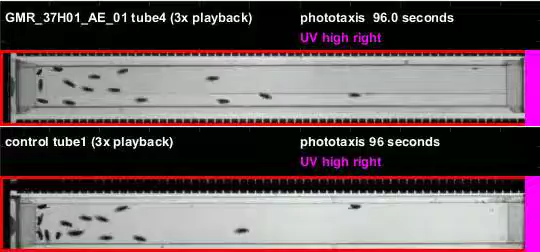 GMR_37H01_AE_01 tube4 (3x playback) phototaxis 96.0 seconds
UV high right
control tube1 (3x playback) phototaxis 96 seconds
UV high right